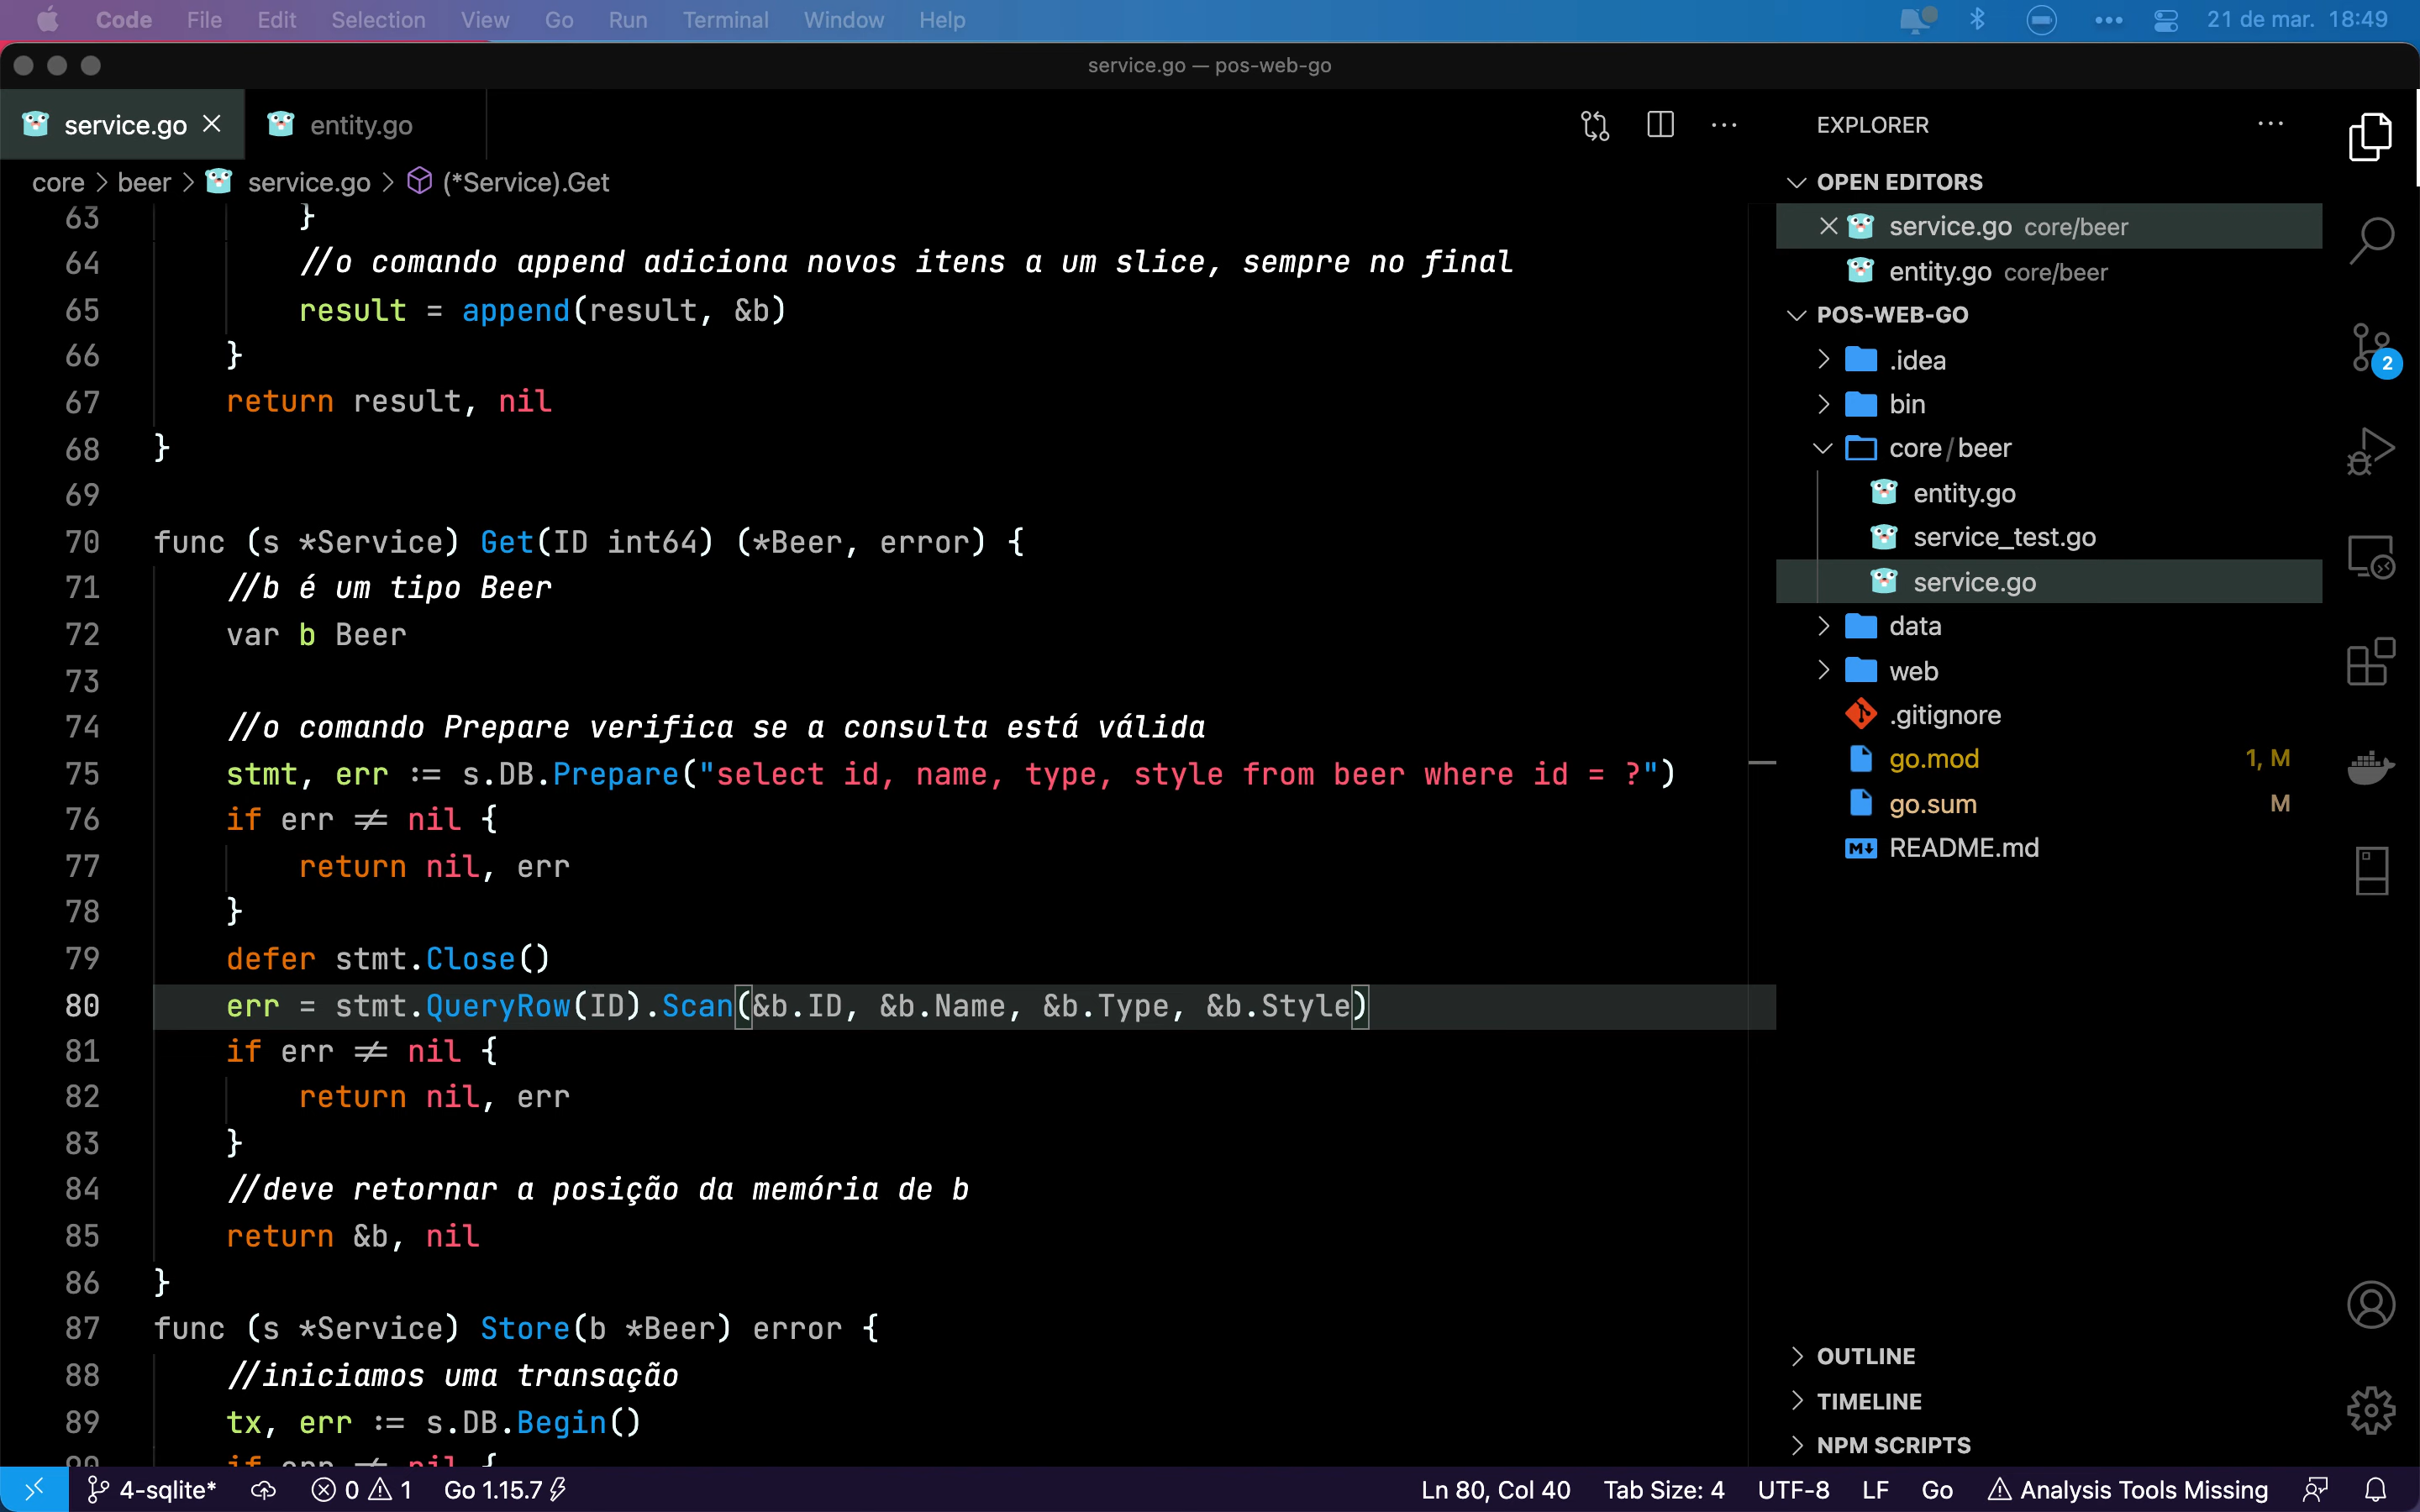 Code File Edit Selection View Go Run Terminal Window Help 21 de mar. 18:49
service.go — pos-web-go
service.go entity.go
core > beer > service.go > (*Service).Get
63 }
64 //o comando append adiciona novos itens a um slice, sempre no final
65 result = append(result, &b)
66 }
67 return result, nil
68 }
69
70 func (s *Service) Get(ID int64) (*Beer, error) {
71 //b é um tipo Beer
72 var b Beer
73
74 //o comando Prepare verifica se a consulta está válida
75 stmt, err := s.DB.Prepare("select id, name, type, style from beer where id = ?")
76 if err != nil {
77 return nil, err
78 }
79 defer stmt.Close()
80 err = stmt.QueryRow(ID).Scan(&b.ID, &b.Name, &b.Type, &b.Style)
81 if err != nil {
82 return nil, err
83 }
84 //deve retornar a posição da memória de b
85 return &b, nil
86 }
87 func (s *Service) Store(b *Beer) error {
88 //iniciamos uma transação
89 tx, err := s.DB.Begin()
90 if err != nil {
EXPLORER
OPEN EDITORS
service.go core/beer
entity.go core/beer
POS-WEB-GO
.idea
bin
core/beer
entity.go
service_test.go
service.go
data
web
.gitignore
go.mod 1, M
go.sum M
README.md
OUTLINE
TIMELINE
NPM SCRIPTS
2
4-sqlite* 0 1 Go 1.15.7 Ln 80, Col 40 Tab Size: 4 UTF-8 LF Go Analysis Tools Missing